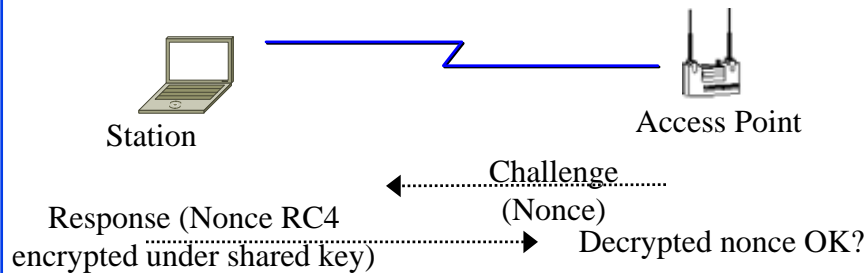 Station
Access Point
Challenge
(Nonce)
Response (Nonce RC4
encrypted under shared key)
Decrypted nonce OK?